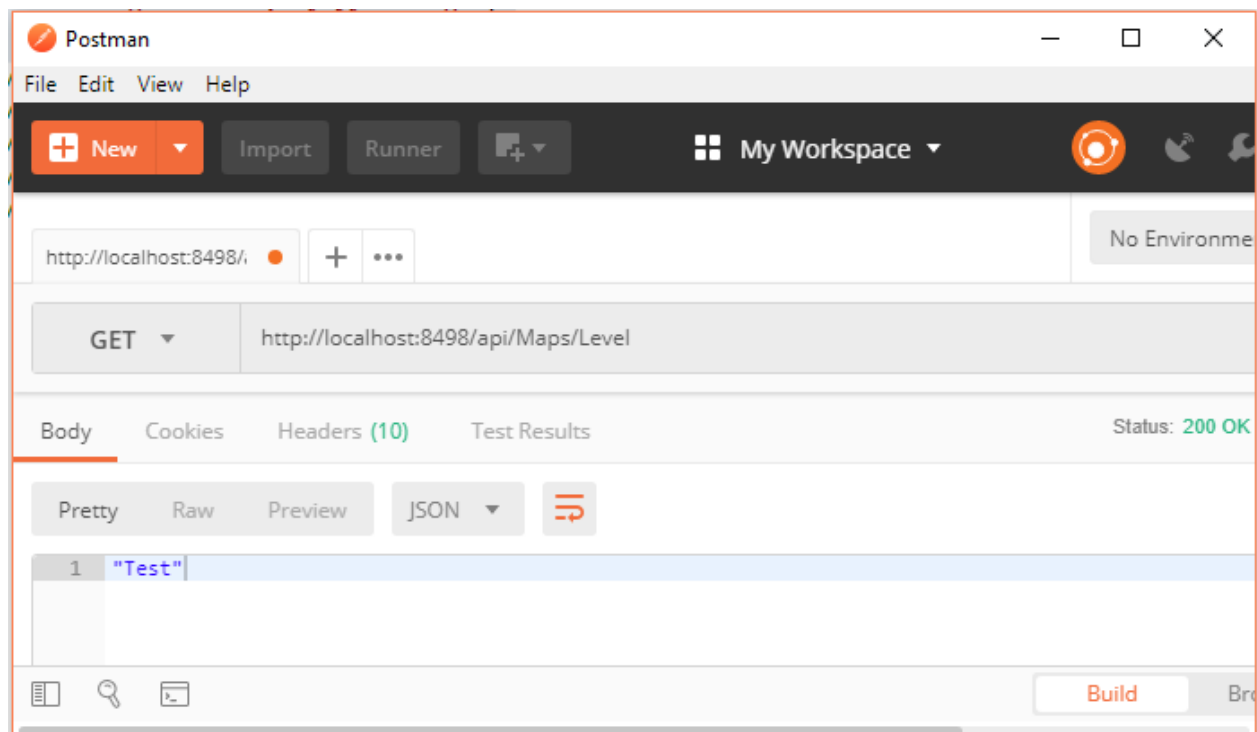 Postman
File Edit View Help
New Import Runner My Workspace
http://localhost:8498/ No
GET http://localhost:8498/api/Maps/Level
Body Cookies Headers (10) Test Results Status: 200 OK
Pretty Raw Preview JSON
1 "Test"
Build